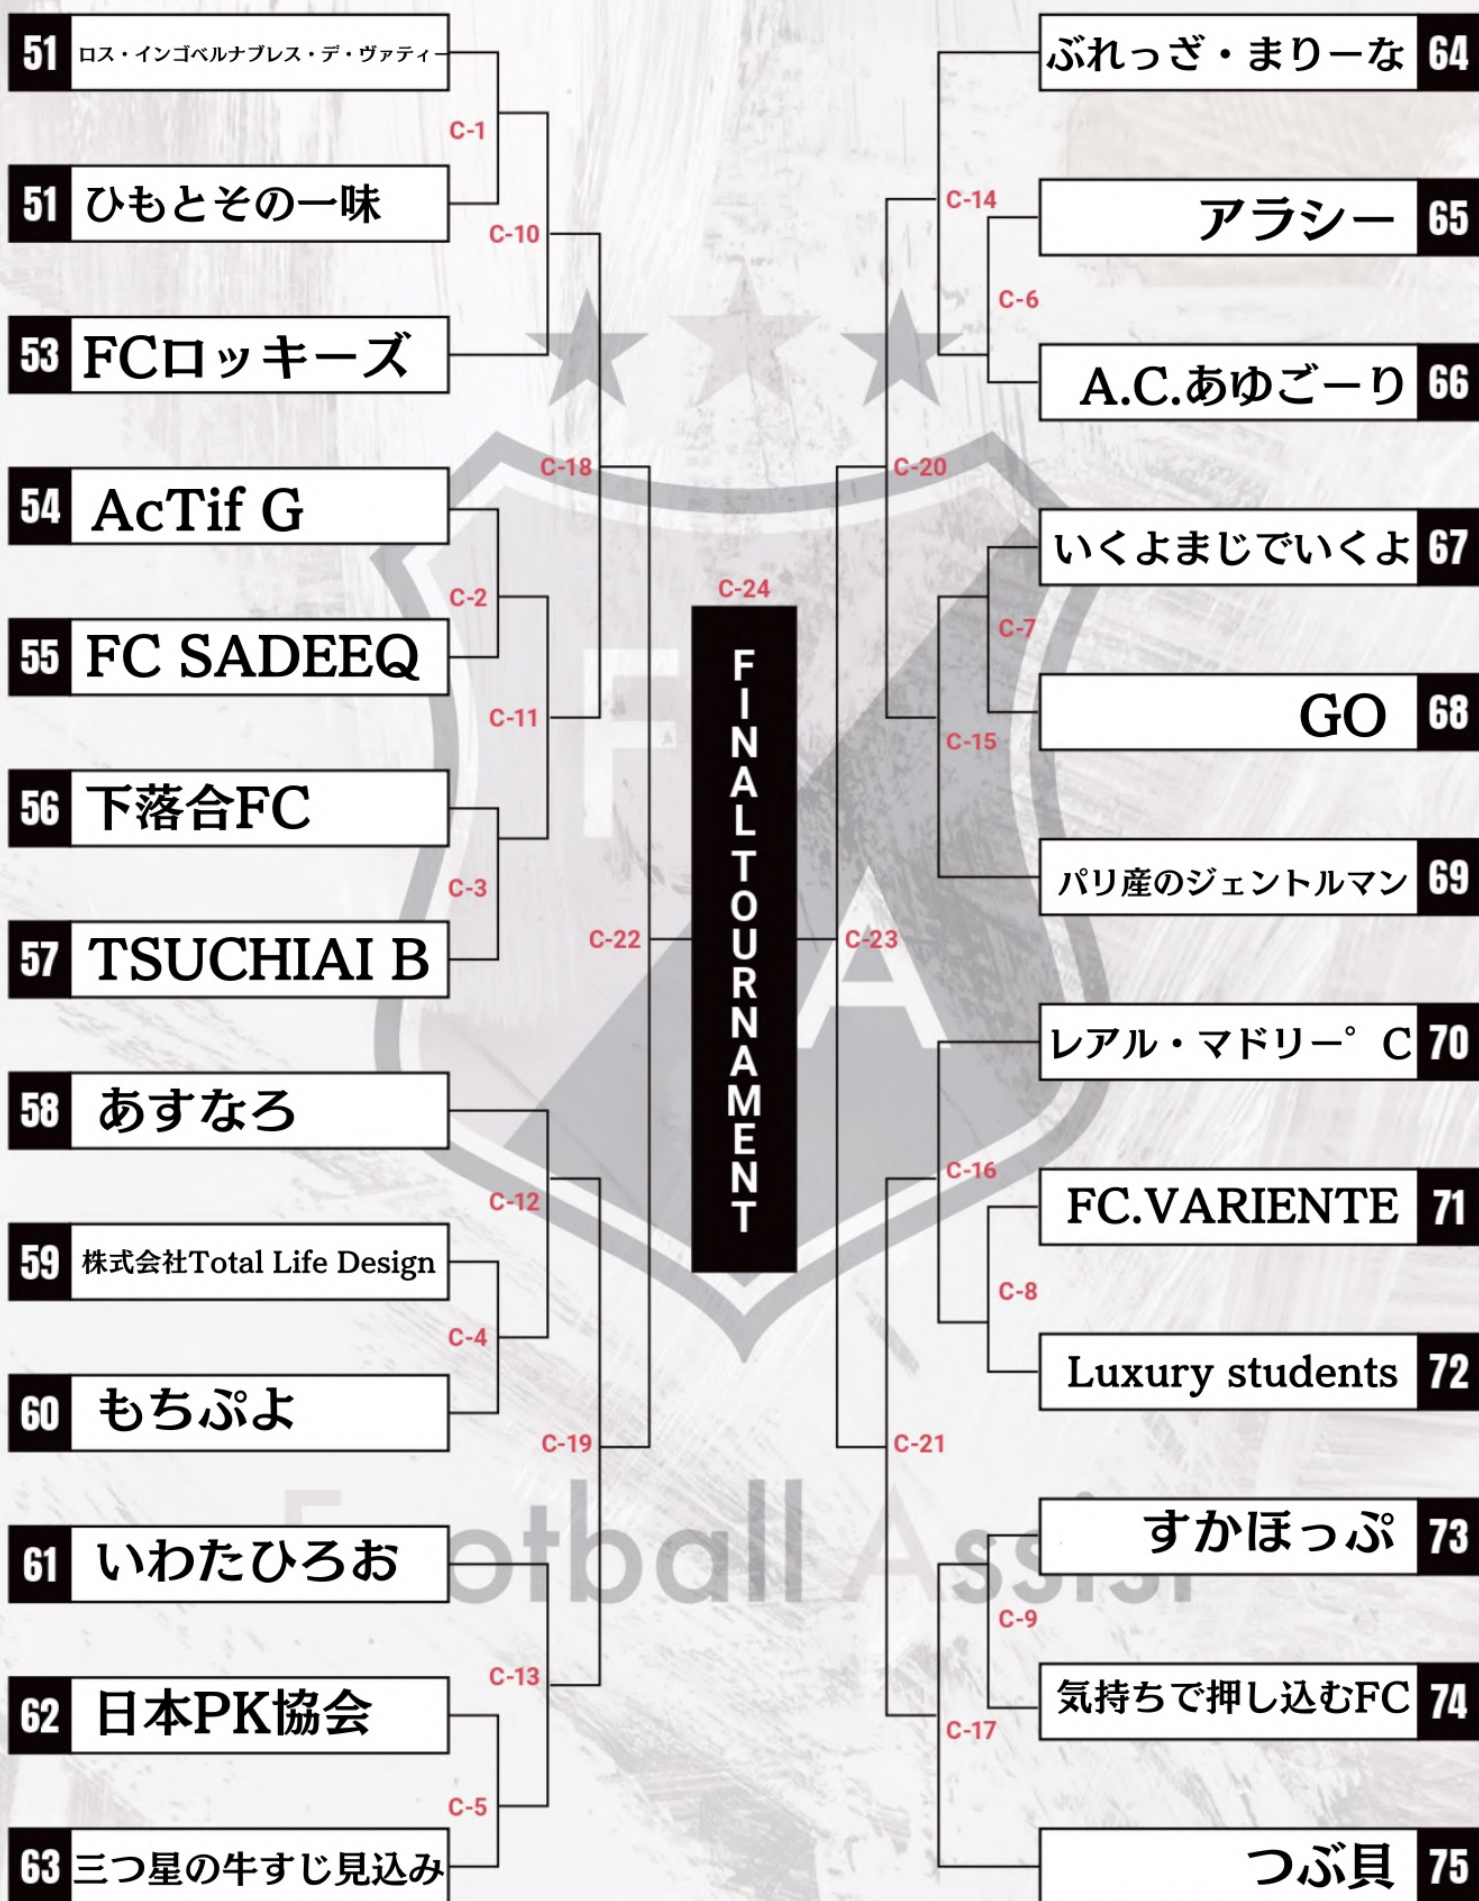 51 ロス・インゴベルナブレス・デ・ヴァティー
C-1
51 ひもとその一味
C-10
53 FCロッキーズ
C-18
54 AcTif G
C-2
55 FC SADEEQ
C-11
56 下落合FC
C-3
57 TSUCHIAI B
C-22
58 あすなろ
C-12
59 株式会社Total Life Design
C-4
60 もちぷよ
C-19
61 いわたひろお
C-13
62 日本PK協会
C-5
63 三つ星の牛すじ見込み
C-24
FINAL TOURNAMENT
ぶれっざ・まりーな 64
C-14
アラシー 65
C-6
A.C.あゆごーり 66
C-20
いくよまじでいくよ 67
C-7
GO 68
C-15
パリ産のジェントルマン 69
C-23
レアル・マドリー°C 70
C-16
FC.VARIENTE 71
C-8
Luxury students 72
C-21
すかほっぷ 73
C-9
気持ちで押し込むFC 74
C-17
つぶ貝 75
F A
Football Assist